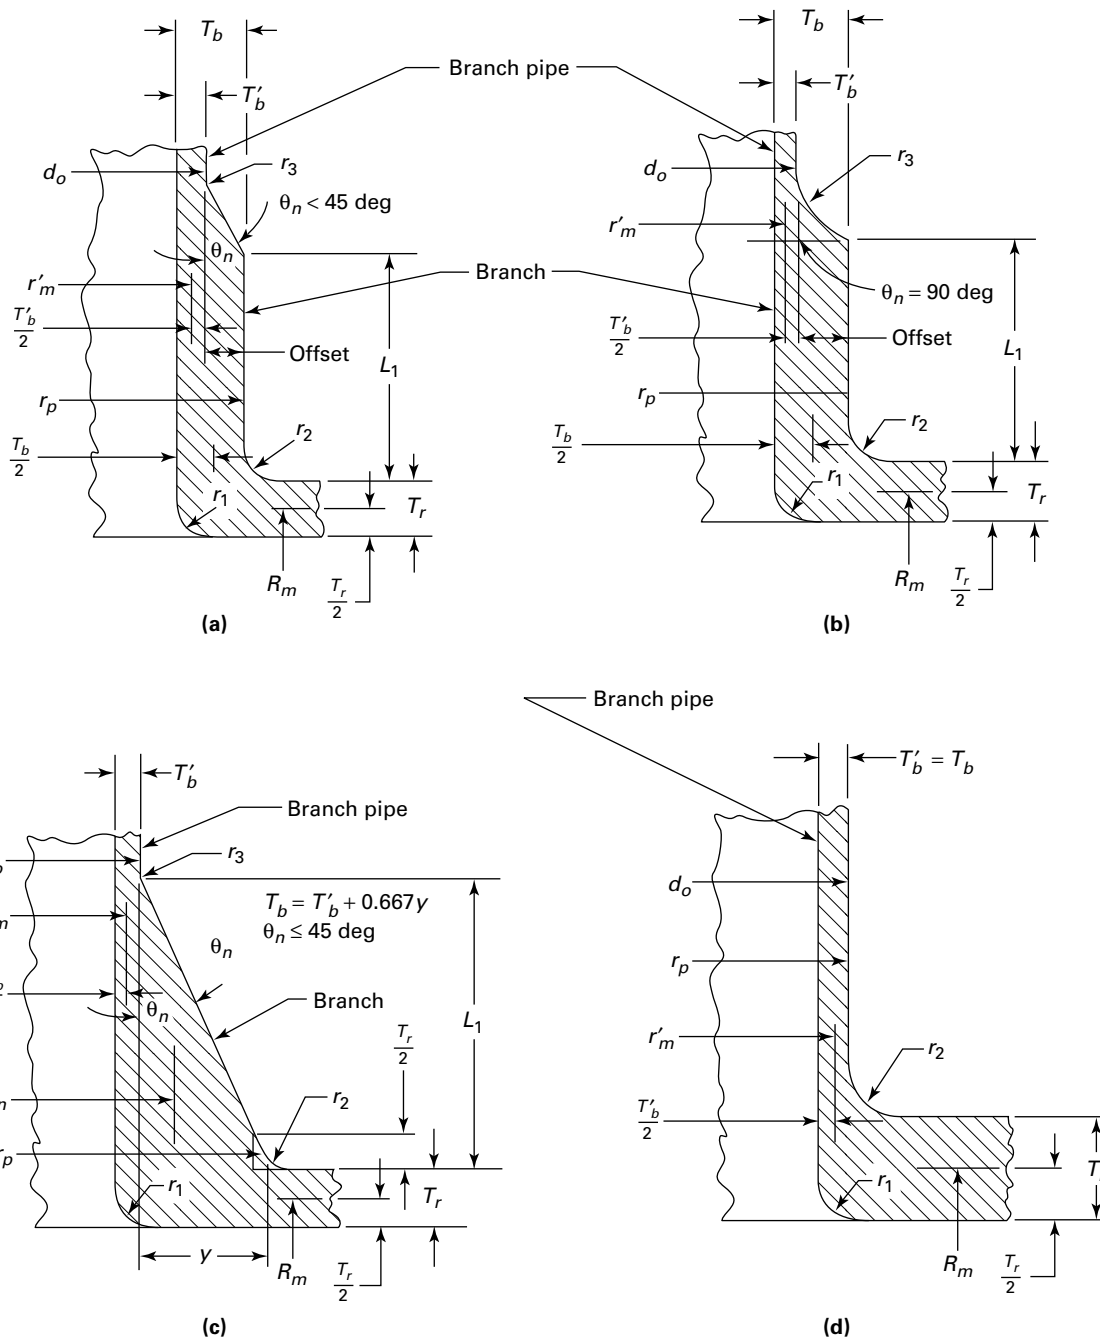 T_b
Branch pipe
T'_b
d_o
r_3
θ_n < 45 deg
θ_n
r'_m
Branch
T'_b/2
Offset
L_1
r_p
r_2
T_b/2
r_1
T_r
R_m
T_r/2
(a)
T_b
T'_b
r_3
d_o
r'_m
θ_n = 90 deg
T'_b/2
Offset
L_1
r_p
r_2
T_b/2
r_1
T_r
R_m
T_r/2
(b)
T'_b
Branch pipe
r_3
T_b = T'_b + 0.667y
θ_n ≤ 45 deg
θ_n
θ_n
Branch
L_1
T_r/2
r_2
r_p
r_1
T_r
y
R_m
T_r/2
(c)
Branch pipe
T'_b = T_b
d_o
r_p
r'_m
r_2
T'_b/2
r_1
R_m
T_r/2
(d)